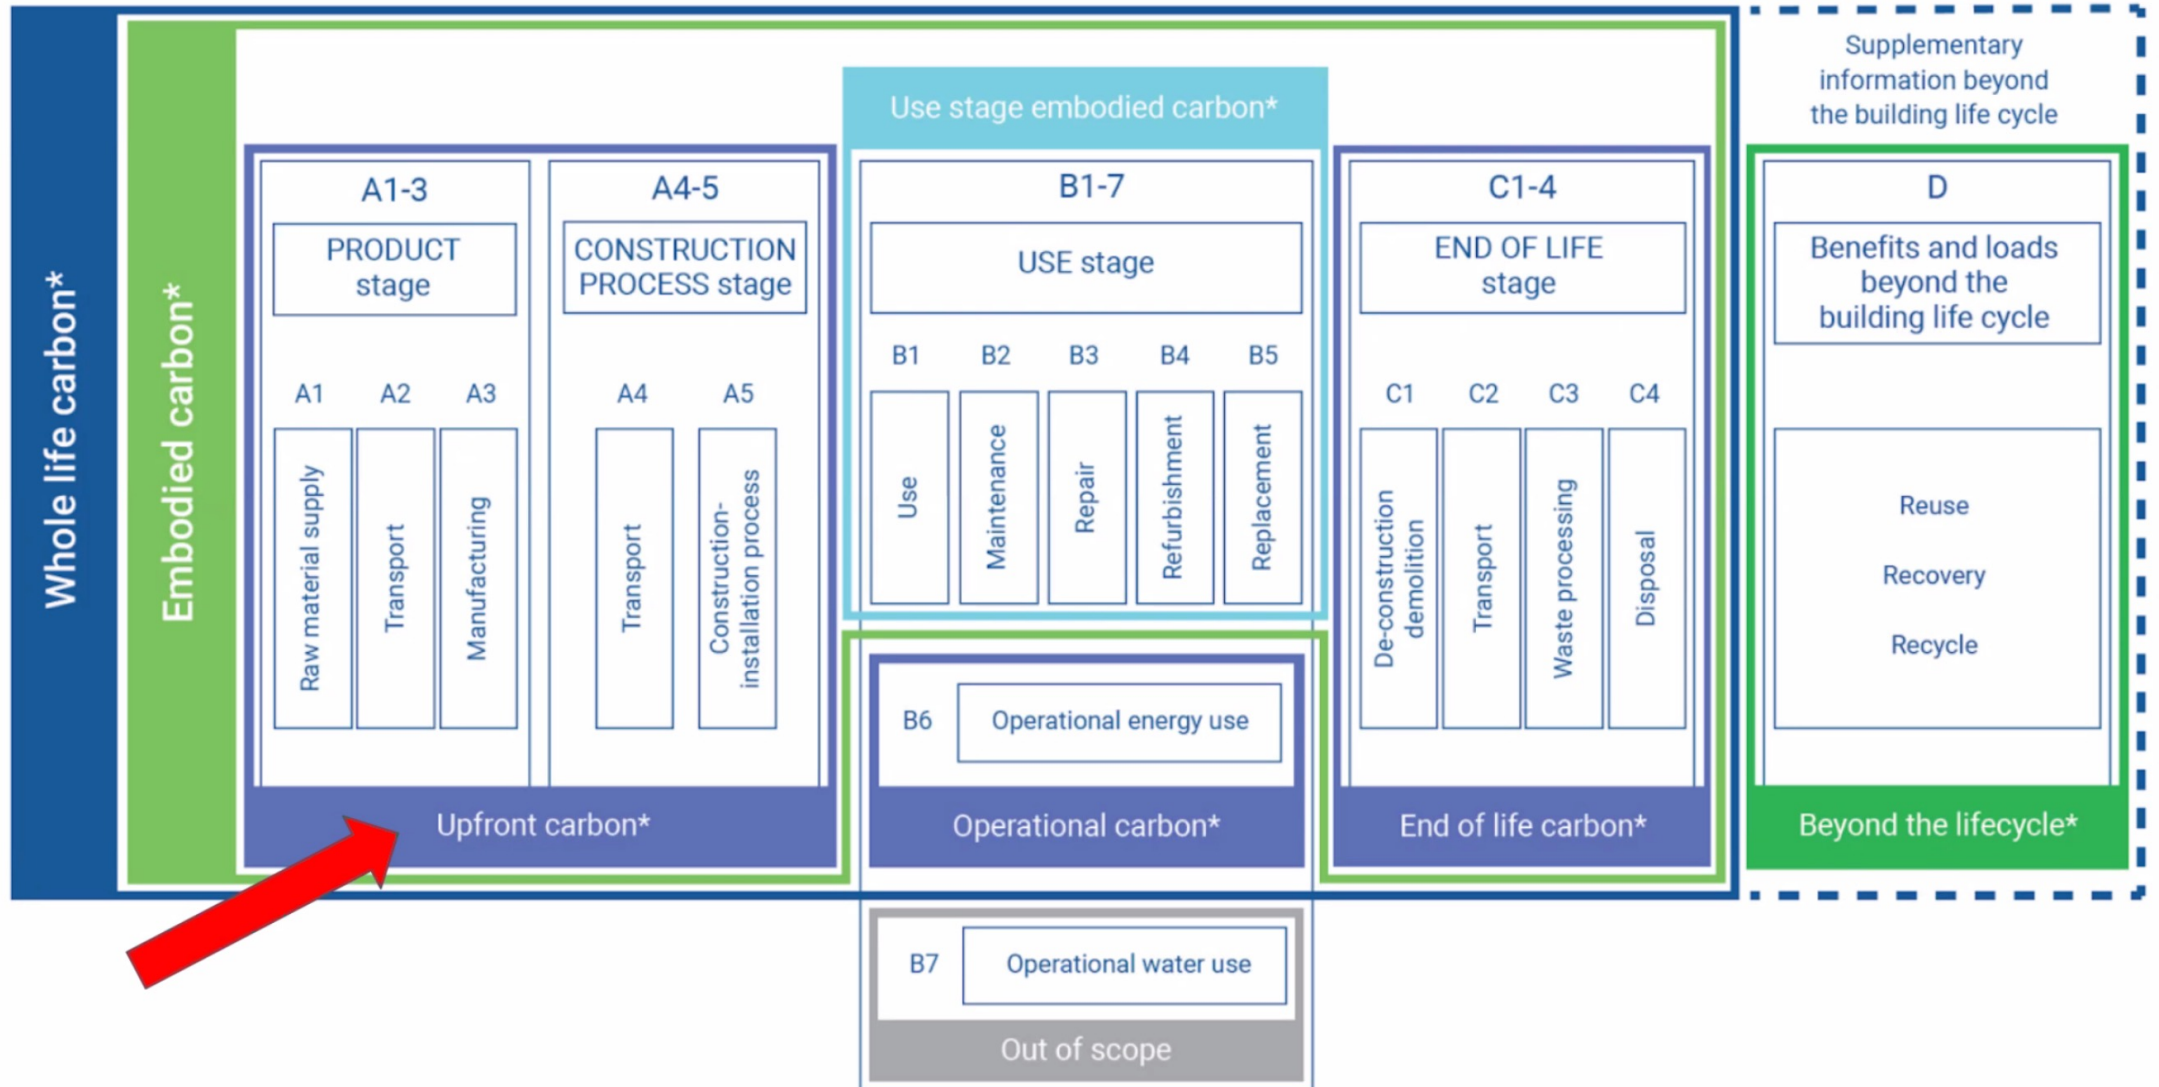 Whole life carbon*
Embodied carbon*
A1-3
PRODUCT
stage
A1
A2
A3
Raw material supply
Transport
Manufacturing
A4-5
CONSTRUCTION
PROCESS stage
A4
A5
Transport
Construction-
installation process
Upfront carbon*
Use stage embodied carbon*
B1-7
USE stage
B1
B2
B3
B4
B5
Use
Maintenance
Repair
Refurbishment
Replacement
B6
Operational energy use
Operational carbon*
B7
Operational water use
Out of scope
C1-4
END OF LIFE
stage
C1
C2
C3
C4
De-construction
demolition
Transport
Waste processing
Disposal
End of life carbon*
Supplementary
information beyond
the building life cycle
D
Benefits and loads
beyond the
building life cycle
Reuse
Recovery
Recycle
Beyond the lifecycle*